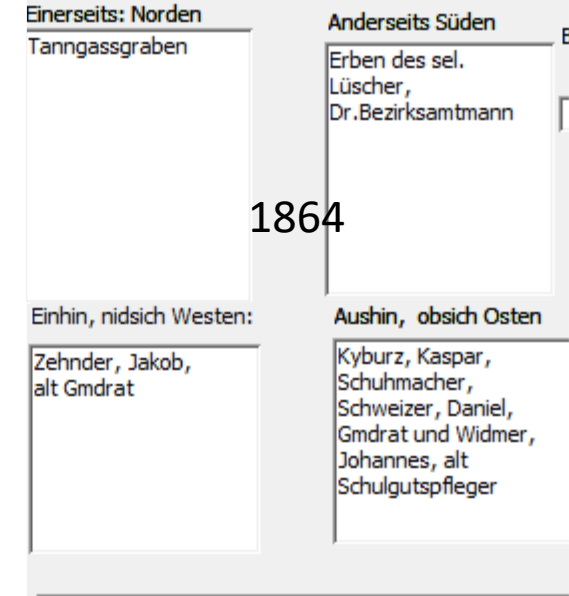 Einerseits: Norden
Tanngassgraben
Anderseits Süden
Erben des sel.
Lüscher,
Dr.Bezirksamtmann
1864
Einhin, nidsich Westen:
Zehnder, Jakob,
alt Gmdrat
Aushin, obsich Osten
Kyburz, Kaspar,
Schuhmacher,
Schweizer, Daniel,
Gmdrat und Widmer,
Johannes, alt
Schulgutspfleger